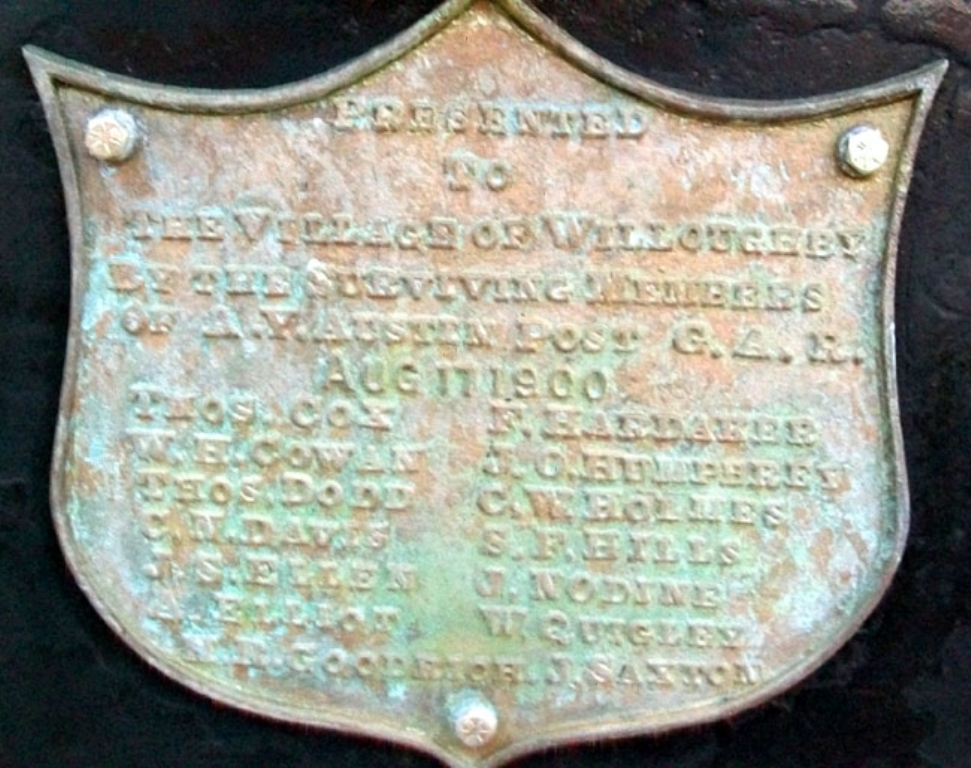 PRESENTED
TO
THE VILLAGE OF WILLOUGHBY
BY THE SURVIVING MEMBERS
OF A.Y. AUSTIN POST G.A.R.
AUG 17 1900
THOS. COX F. HARDAKER
W.H. COWAN J.O. HUMPHREY
THOS. DODD C.W. HOLMES
C.W. DAVIS S.F. HILLS
J.S. ELLEN J. NODINE
A. ELLIOT. W. QUIGLEY
GOODRICH J. SAXTON